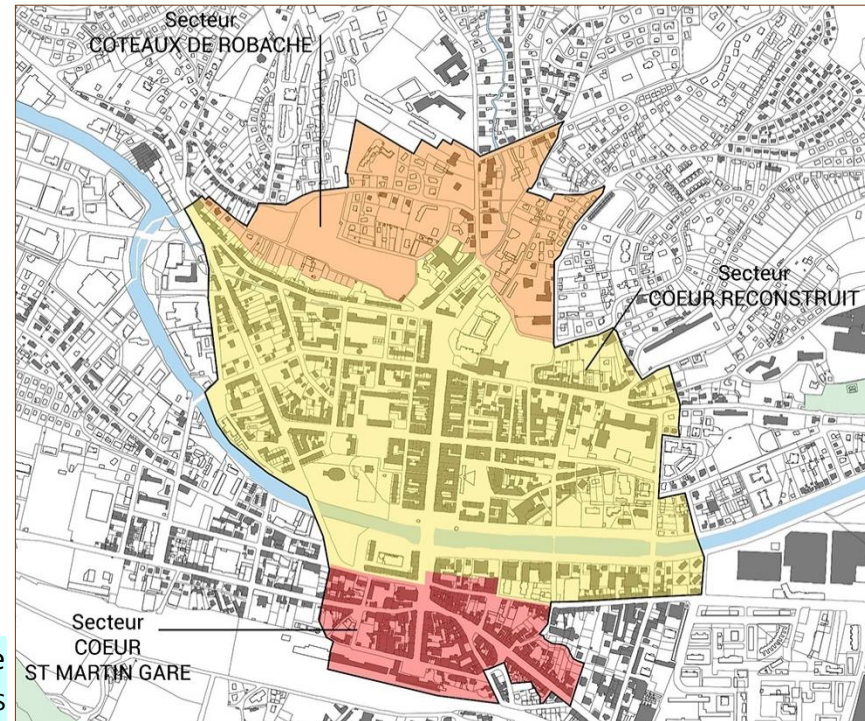 Secteur
COTEAUX DE ROBACHE
Secteur
COEUR RECONSTRUIT
Secteur
COEUR
ST MARTIN GARE
e
s